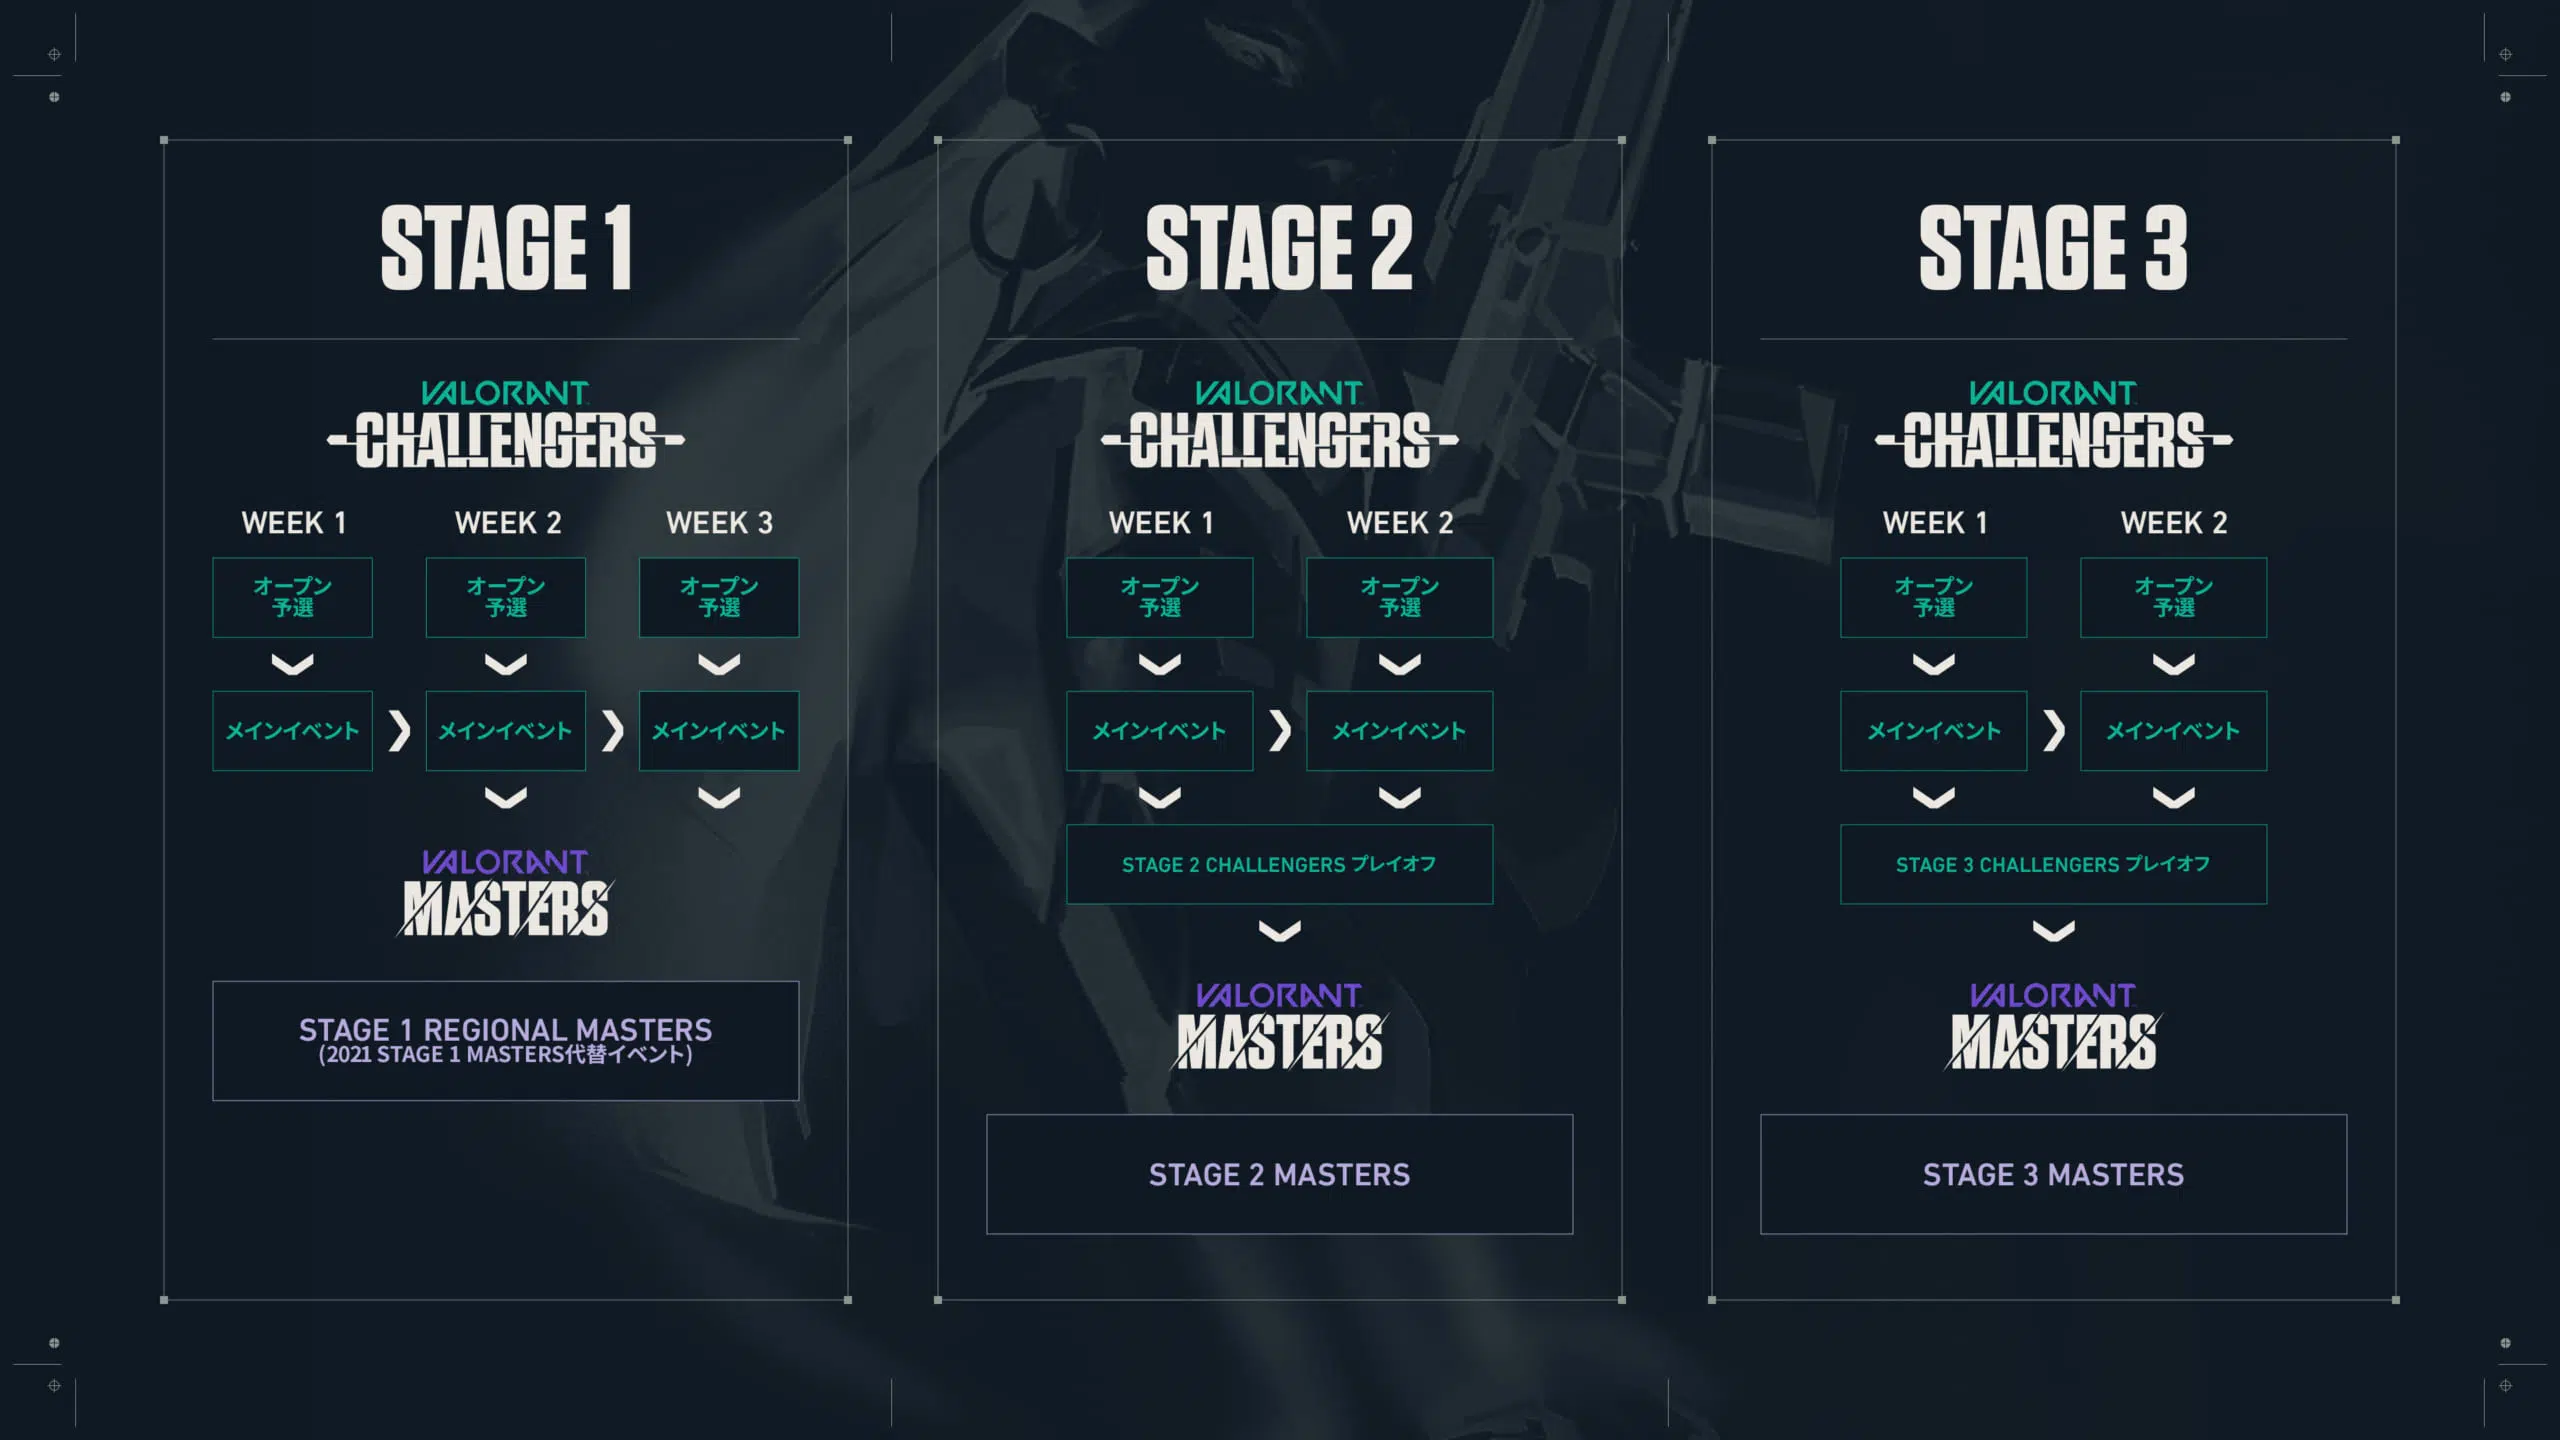 STAGE 1
VALORANT
CHALLENGERS
WEEK 1 WEEK 2 WEEK 3
オープン
予選
オープン
予選
オープン
予選
メインイベント メインイベント メインイベント
VALORANT
MASTERS
STAGE 1 REGIONAL MASTERS
(2021 STAGE 1 MASTERS代替イベント)
STAGE 2
VALORANT
CHALLENGERS
WEEK 1 WEEK 2
オープン
予選
オープン
予選
メインイベント メインイベント
STAGE 2 CHALLENGERS プレイオフ
VALORANT
MASTERS
STAGE 2 MASTERS
STAGE 3
VALORANT
CHALLENGERS
WEEK 1 WEEK 2
オープン
予選
オープン
予選
メインイベント メインイベント
STAGE 3 CHALLENGERS プレイオフ
VALORANT
MASTERS
STAGE 3 MASTERS